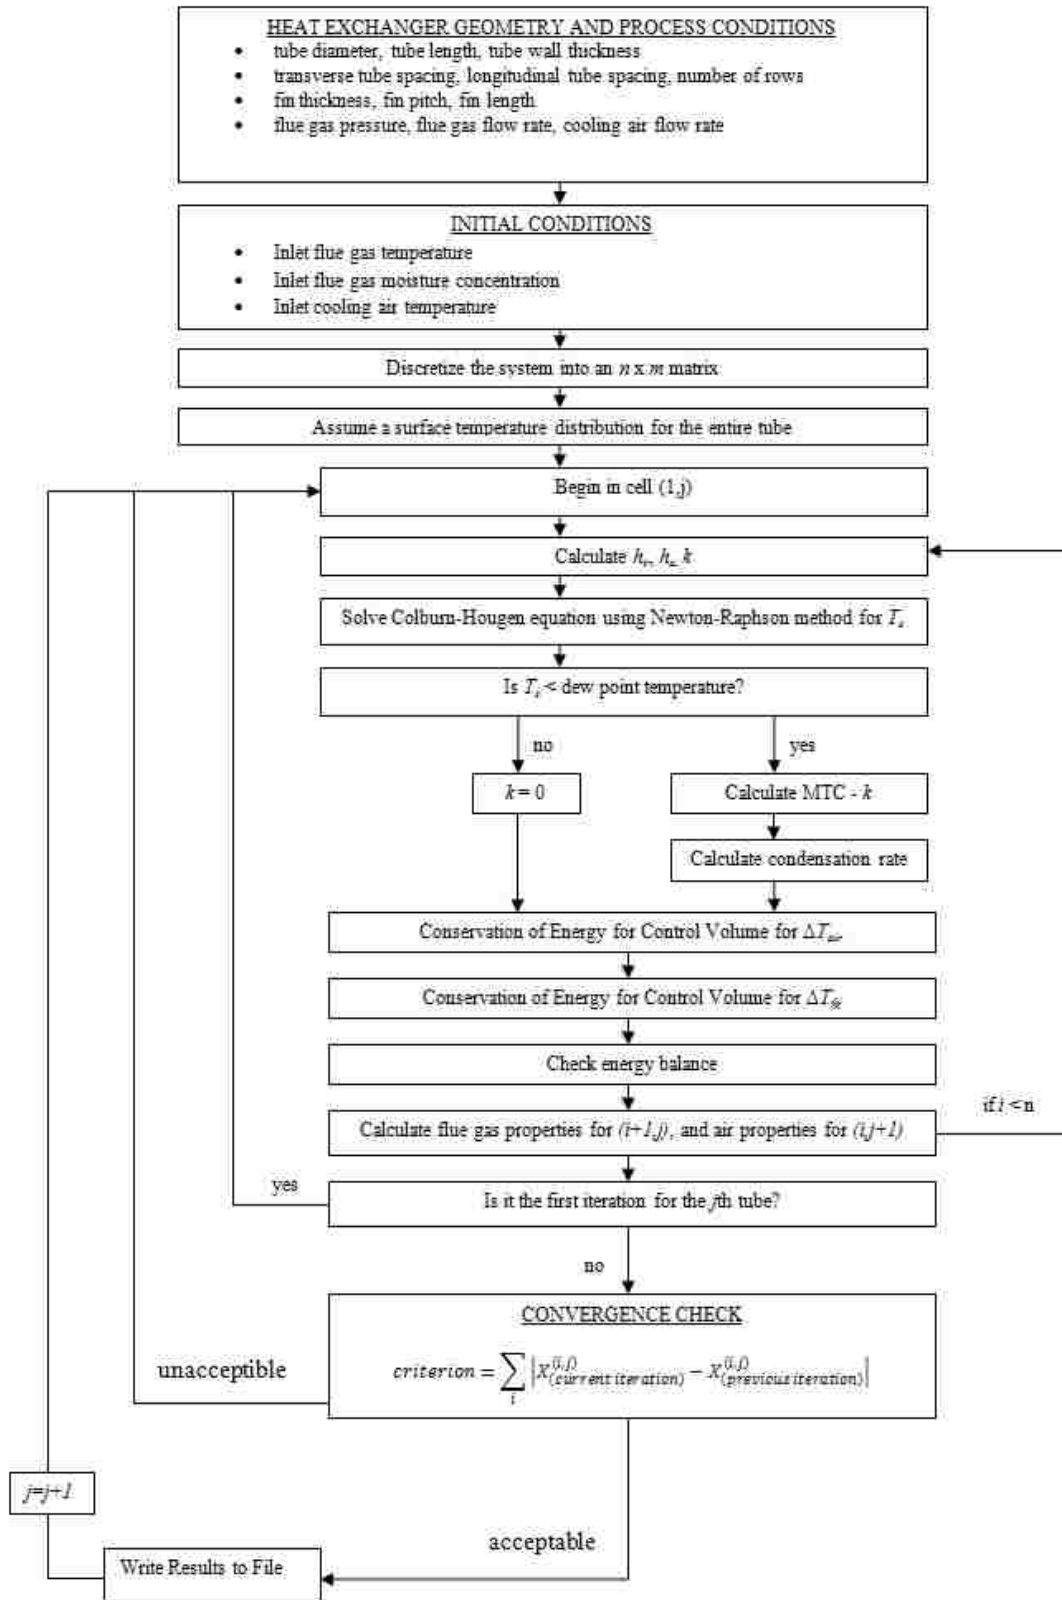 HEAT EXCHANGER GEOMETRY AND PROCESS CONDITIONS
• tube diameter, tube length, tube wall thickness
• transverse tube spacing, longitudinal tube spacing, number of rows
• fin thickness, fin pitch, fin length
• flue gas pressure, flue gas flow rate, cooling air flow rate
INITIAL CONDITIONS
• Inlet flue gas temperature
• Inlet flue gas moisture concentration
• Inlet cooling air temperature
Discretize the system into an n x m matrix
Assume a surface temperature distribution for the entire tube
Begin in cell (1,j)
Calculate k
Solve Colburn-Hougen equation using Newton-Raphson method for
Is < dew point temperature?
no
yes
k = 0
Calculate MTC - k
Calculate condensation rate
Conservation of Energy for Control Volume for
Conservation of Energy for Control Volume for
Check energy balance
if i < n
Calculate flue gas properties for (i+1,j), and air properties for (i,j+1)
yes
Is it the first iteration for the jth tube?
no
CONVERGENCE CHECK
unacceptible
criterion = ∑i |X(i,j)(current iteration) − X(i,j)(previous iteration)|
j=j+1
acceptable
Write Results to File